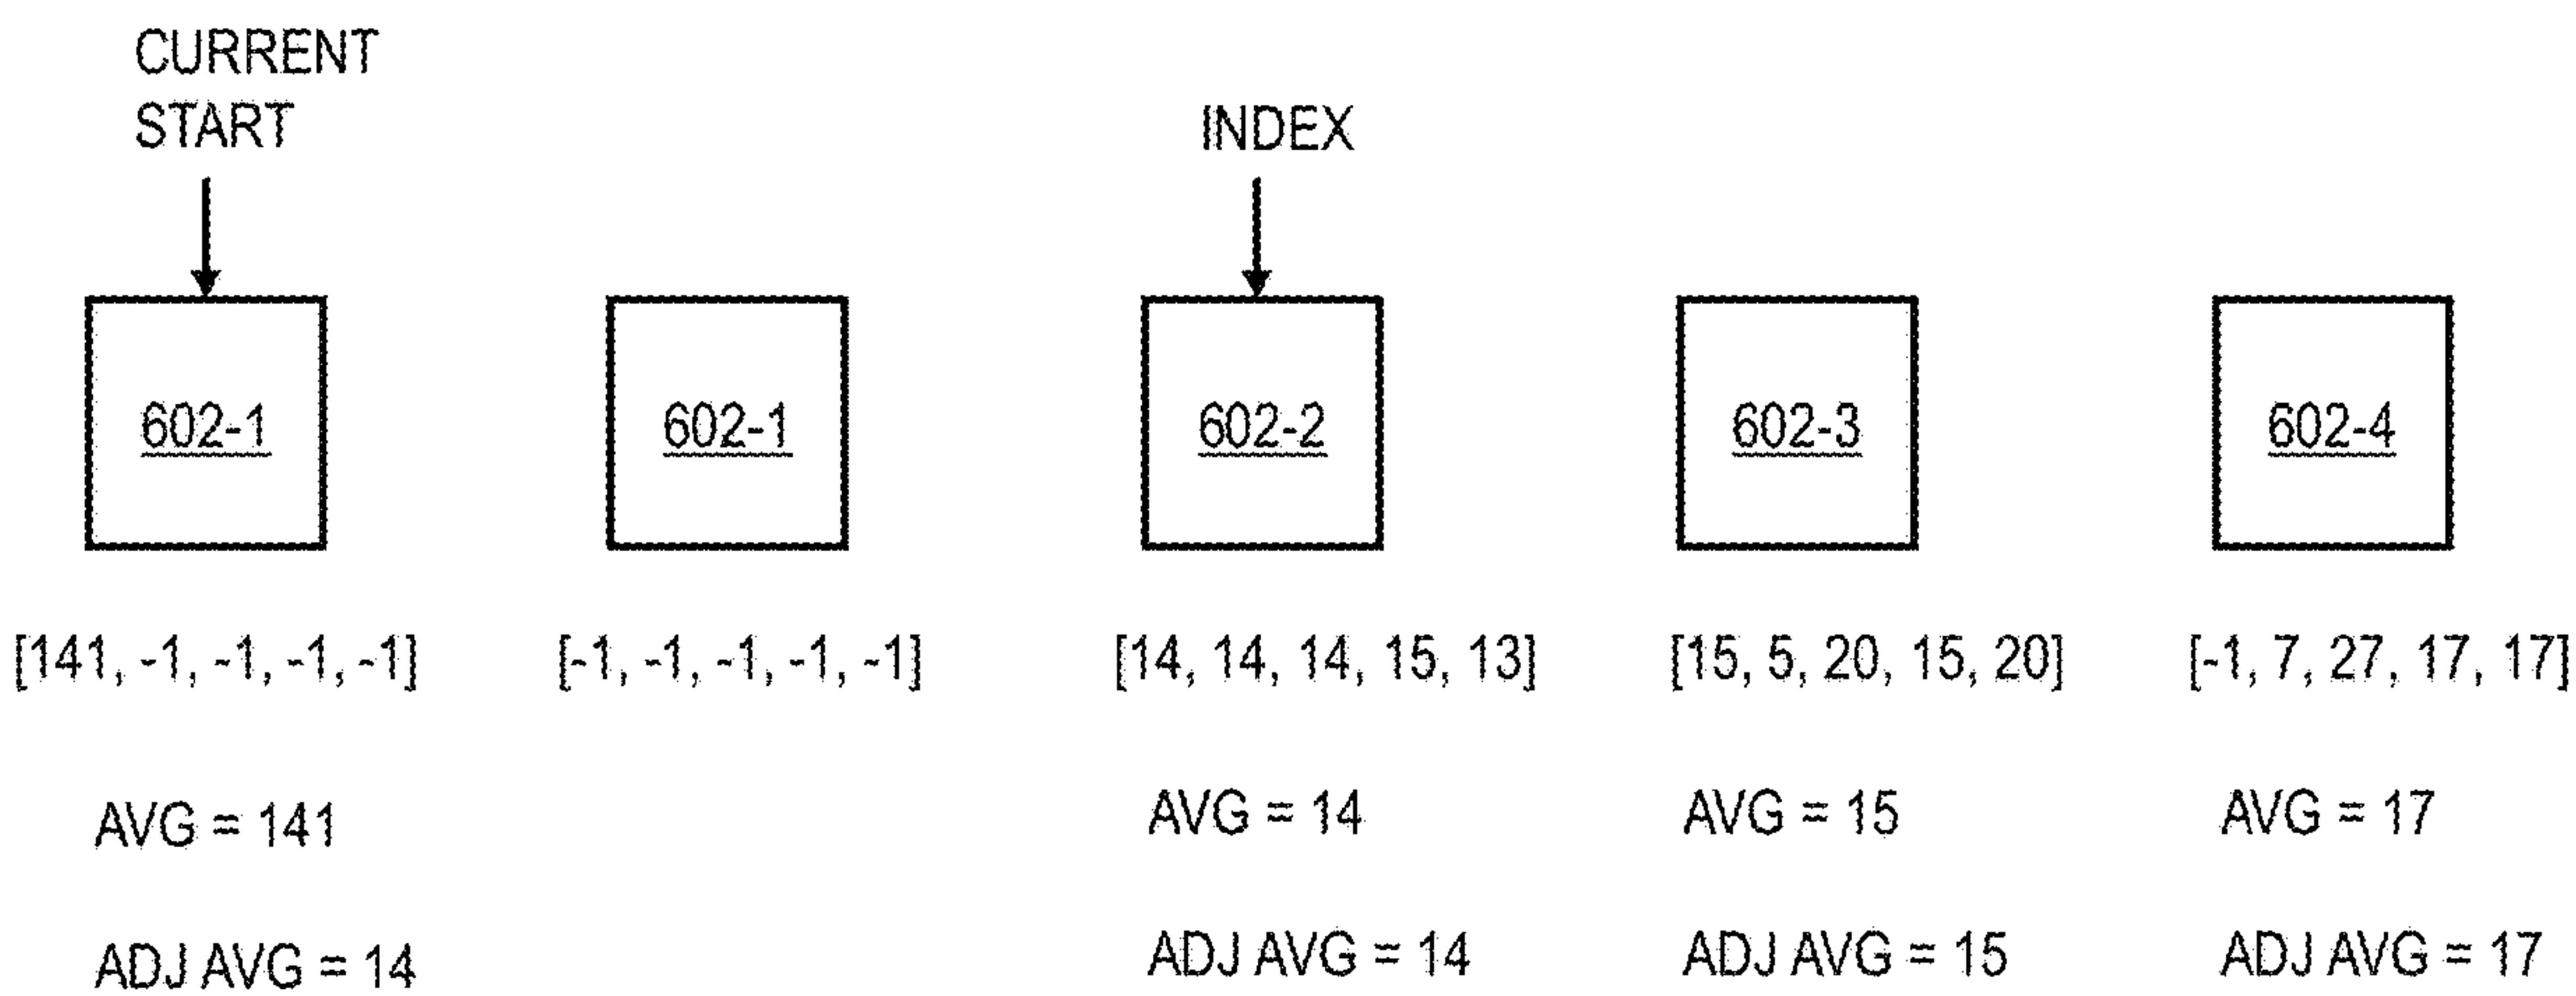 CURRENT
START
INDEX
602-1
602-1
602-2
602-3
602-4
[141, -1, -1, -1, -1]
[-1, -1, -1, -1, -1]
[14, 14, 14, 15, 13]
[15, 5, 20, 15, 20]
[-1, 7, 27, 17, 17]
AVG = 141
AVG = 14
AVG = 15
AVG = 17
ADJ AVG = 14
ADJ AVG = 14
ADJ AVG = 15
ADJ AVG = 17